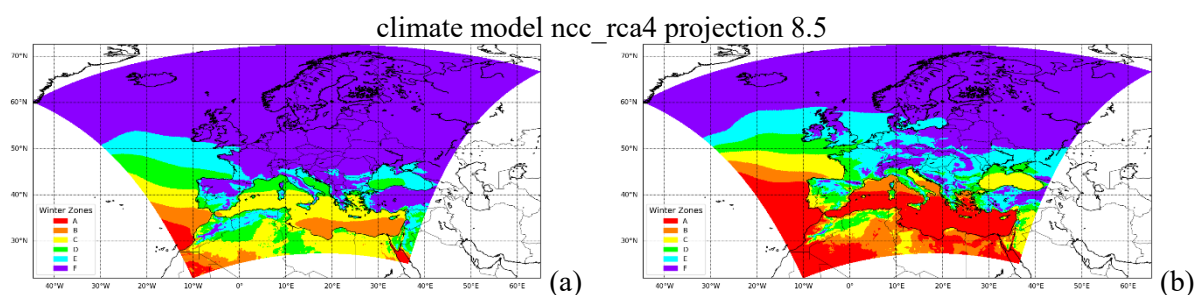 climate model ncc_rca4 projection 8.5
70°N
60°N
50°N
40°N
30°N
Winter Zones
A
B
C
D
E
F
40°W 30°W 20°W 10°W 0° 10°E 20°E 30°E 40°E 50°E 60°E
(a)
70°N
60°N
50°N
40°N
30°N
Winter Zones
A
B
C
D
E
F
40°W 30°W 20°W 10°W 0° 10°E 20°E 30°E 40°E 50°E 60°E
(b)